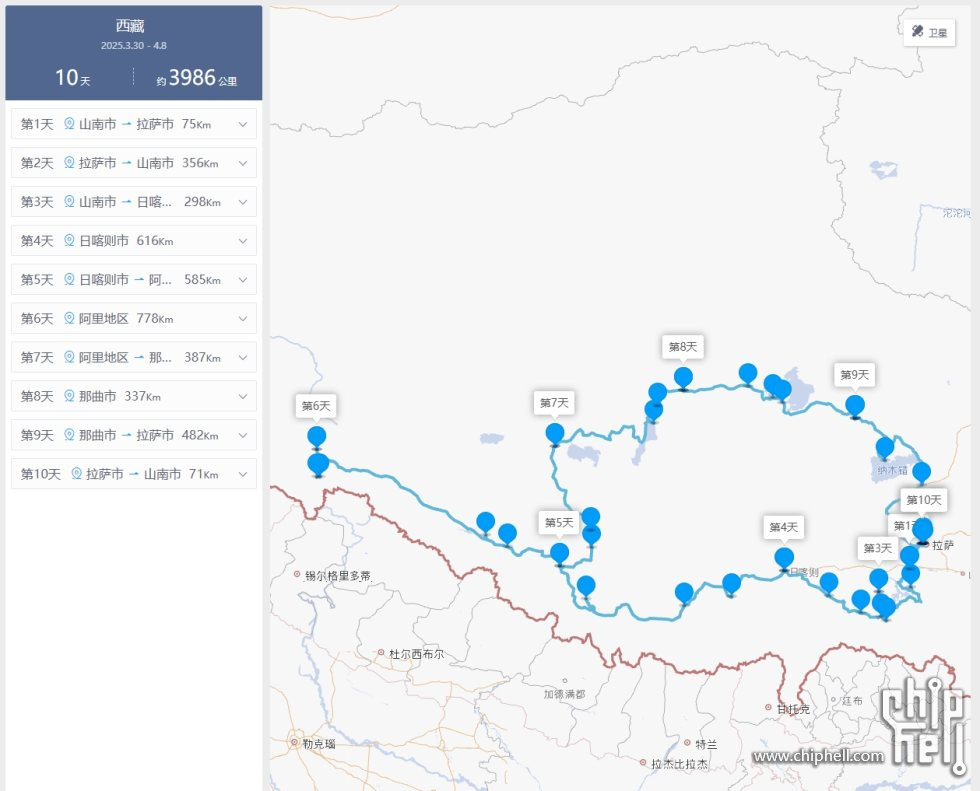 西藏
2025.3.30 - 4.8
10天
约3986公里
第1天 山南市 → 拉萨市 75Km
第2天 拉萨市 → 山南市 356Km
第3天 山南市 → 日喀... 298Km
第4天 日喀则市 616Km
第5天 日喀则市 → 阿... 585Km
第6天 阿里地区 778Km
第7天 阿里地区 → 那... 387Km
第8天 那曲市 337Km
第9天 那曲市 → 拉萨市 482Km
第10天 拉萨市 → 山南市 71Km
卫星
沱沱河
第8天
第9天
第7天
第6天
纳木错
第10天
第5天
第4天
第1天
第3天
拉萨
日喀则
锡尔格里多蒂
杜尔西布尔
加德满都
甘托克
廷布
勒克瑙
特兰
拉杰比拉杰
chip
hell
www.chiphell.com